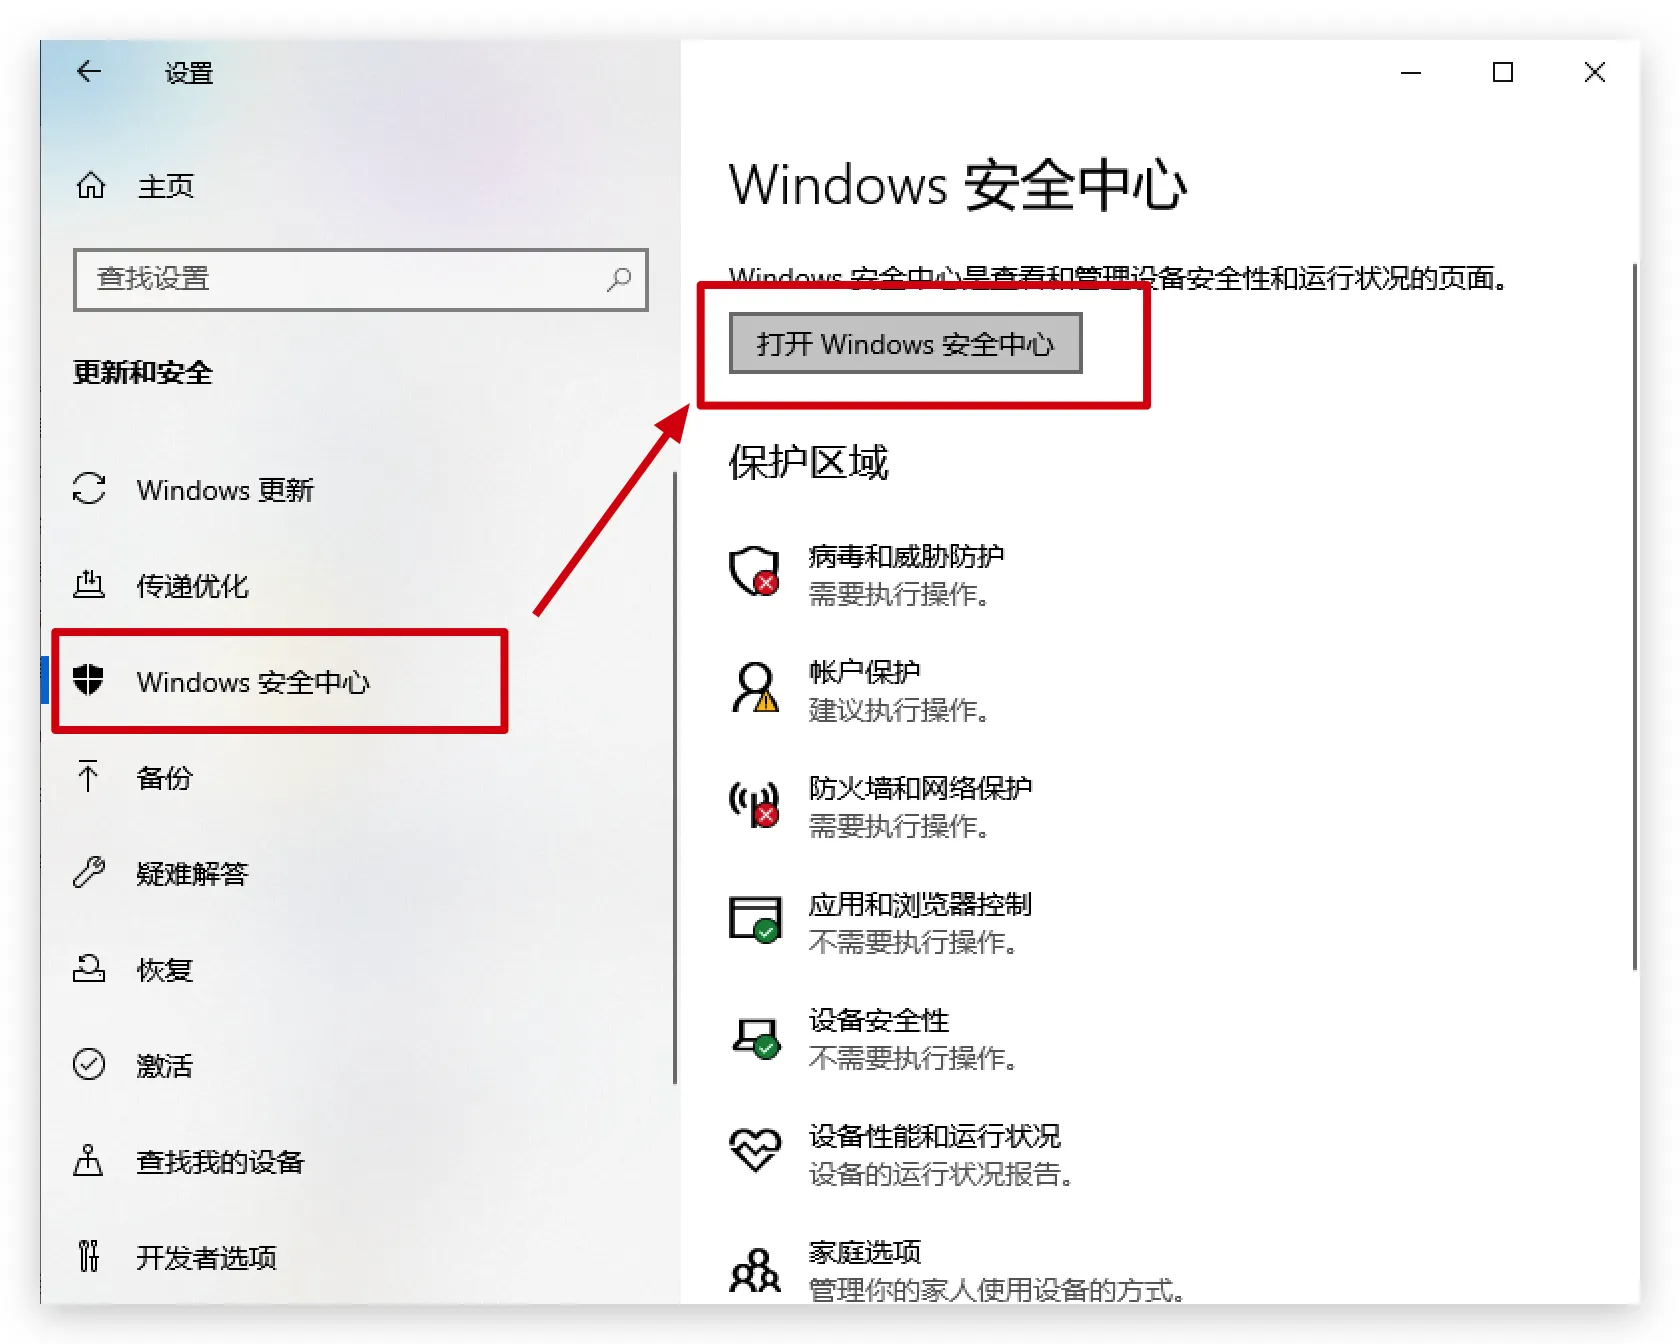 设置
主页
查找设置
更新和安全
Windows 更新
传递优化
Windows 安全中心
备份
疑难解答
恢复
激活
查找我的设备
开发者选项
Windows 安全中心
Windows 安全中心是查看和管理设备安全性和运行状况的页面。
打开 Windows 安全中心
保护区域
病毒和威胁防护
需要执行操作。
帐户保护
建议执行操作。
防火墙和网络保护
需要执行操作。
应用和浏览器控制
不需要执行操作。
设备安全性
不需要执行操作。
设备性能和运行状况
设备的运行状况报告。
家庭选项
管理你的家人使用设备的方式。